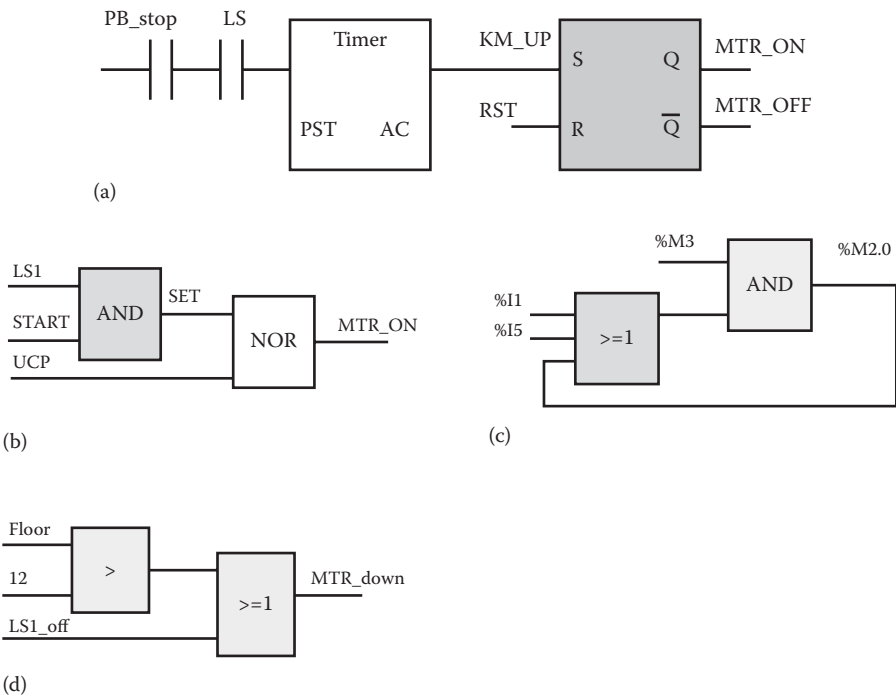 PB_stop LS
Timer
KM_UP
MTR_ON
S Q
RST
MTR_OFF
PST AC
R Q̅
(a)
LS1
SET
AND
START
MTR_ON
NOR
UCP
(b)
%M3
%M2.0
AND
%I1
%I5
>=1
(c)
Floor
>
12
MTR_down
>=1
LS1_off
(d)